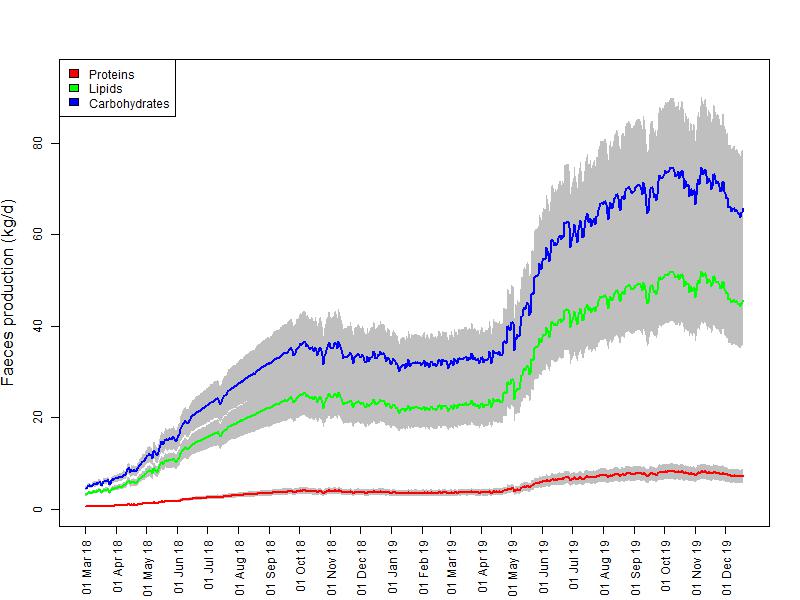 Proteins
Lipids
Carbohydrates
Faeces production (kg/d)
80
60
40
20
0
01 Mar 18
01 Apr 18
01 May 18
01 Jun 18
01 Jul 18
01 Aug 18
01 Sep 18
01 Oct 18
01 Nov 18
01 Dec 18
01 Jan 19
01 Feb 19
01 Mar 19
01 Apr 19
01 May 19
01 Jun 19
01 Jul 19
01 Aug 19
01 Sep 19
01 Oct 19
01 Nov 19
01 Dec 19